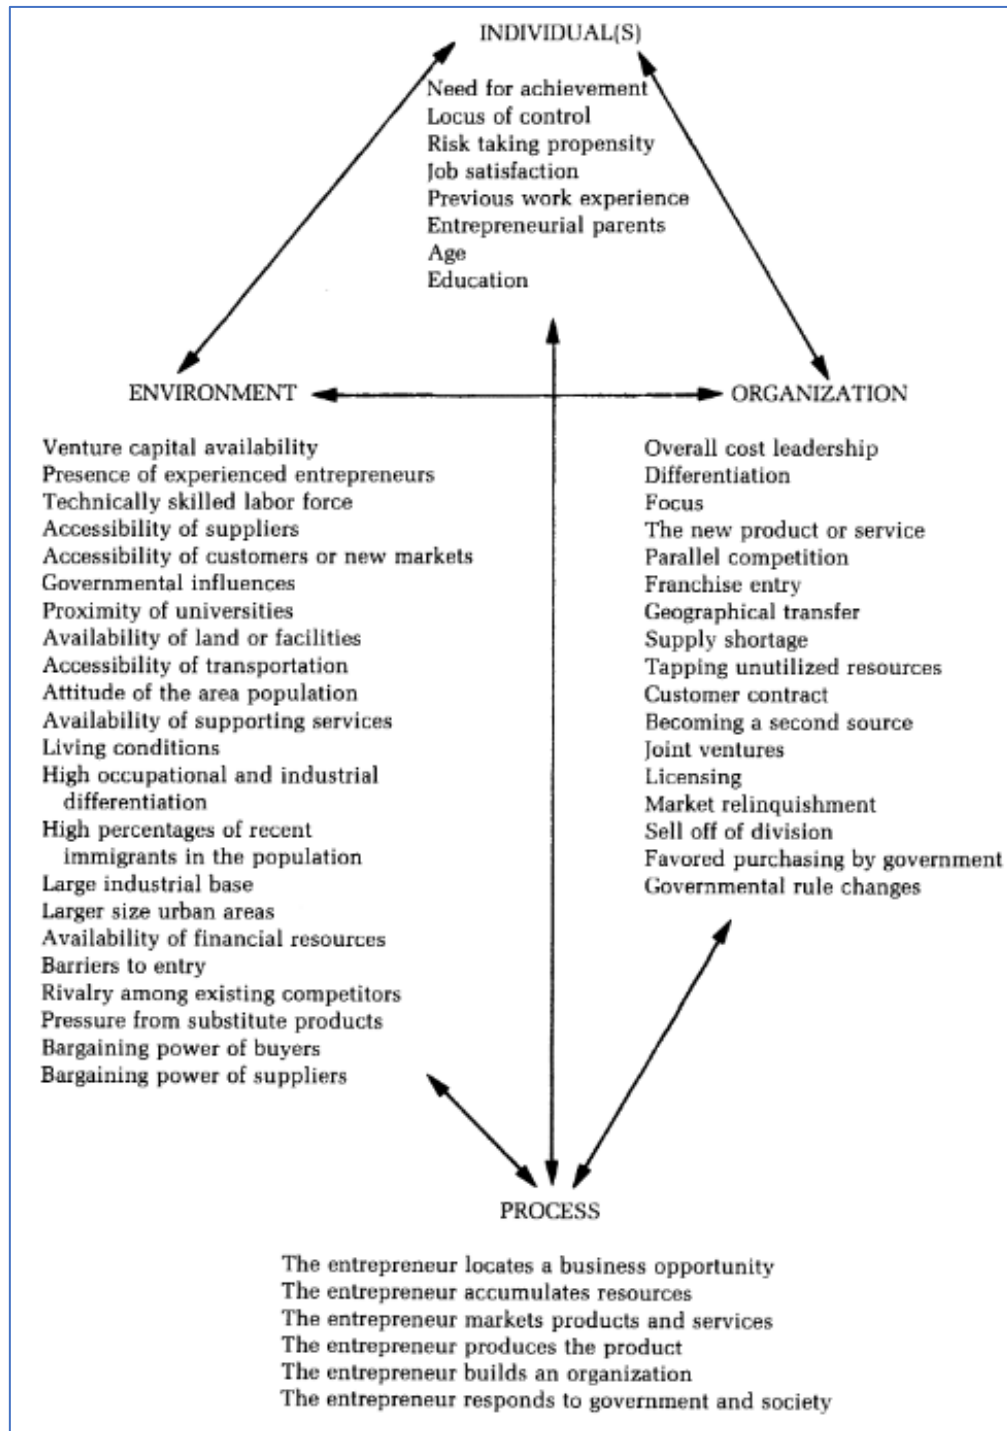 INDIVIDUAL(S)
Need for achievement
Locus of control
Risk taking propensity
Job satisfaction
Previous work experience
Entrepreneurial parents
Age
Education
ENVIRONMENT
Venture capital availability
Presence of experienced entrepreneurs
Technically skilled labor force
Accessibility of suppliers
Accessibility of customers or new markets
Governmental influences
Proximity of universities
Availability of land or facilities
Accessibility of transportation
Attitude of the area population
Availability of supporting services
Living conditions
High occupational and industrial
differentiation
High percentages of recent
immigrants in the population
Large industrial base
Larger size urban areas
Availability of financial resources
Barriers to entry
Rivalry among existing competitors
Pressure from substitute products
Bargaining power of buyers
Bargaining power of suppliers
ORGANIZATION
Overall cost leadership
Differentiation
Focus
The new product or service
Parallel competition
Franchise entry
Geographical transfer
Supply shortage
Tapping unutilized resources
Customer contract
Becoming a second source
Joint ventures
Licensing
Market relinquishment
Sell off of division
Favored purchasing by government
Governmental rule changes
PROCESS
The entrepreneur locates a business opportunity
The entrepreneur accumulates resources
The entrepreneur markets products and services
The entrepreneur produces the product
The entrepreneur builds an organization
The entrepreneur responds to government and society